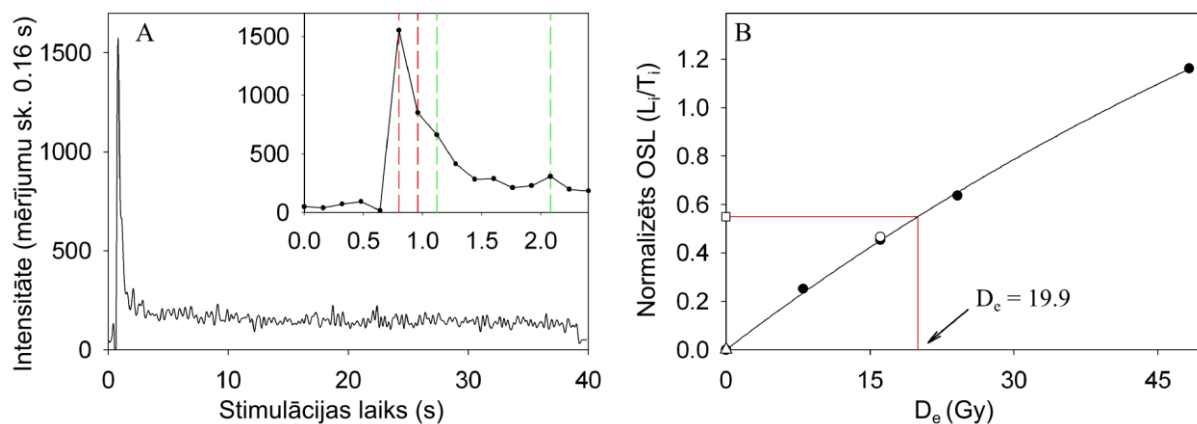 A
Intensitāte (mērījumu sk. 0.16 s)
1500
1000
500
0
0 10 20 30 40
Stimulācijas laiks (s)
1500
1000
500
0
0.0 0.5 1.0 1.5 2.0
B
Normalizēts OSL (Lᵢ/Tᵢ)
1.2
1.0
0.8
0.6
0.4
0.2
0.0
0 15 30 45
Dₑ (Gy)
Dₑ = 19.9